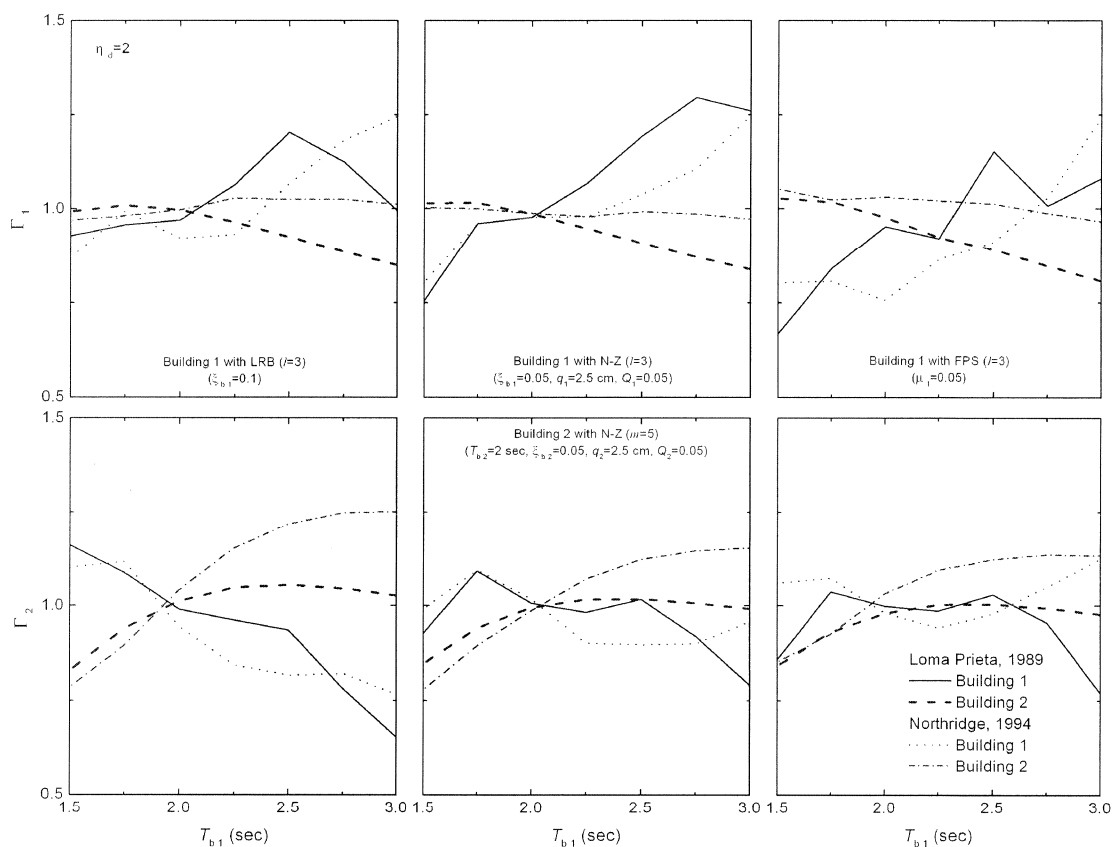 1.5
η_d=2
1.0
Γ_1
Building 1 with LRB (l=3)
(ξ_b1=0.1)
Building 1 with N-Z (l=3)
(ξ_b1=0.05, q_1=2.5 cm, Q_1=0.05)
Building 1 with FPS (l=3)
(μ_1=0.05)
0.5
1.5
Building 2 with N-Z (m=5)
(T_b2=2 sec, ξ_b2=0.05, q_2=2.5 cm, Q_2=0.05)
1.0
Γ_2
Loma Prieta, 1989
Building 1
Building 2
Northridge, 1994
Building 1
Building 2
0.5
1.5 2.0 2.5 3.0 1.5 2.0 2.5 3.0 1.5 2.0 2.5 3.0
T_b1 (sec) T_b1 (sec) T_b1 (sec)